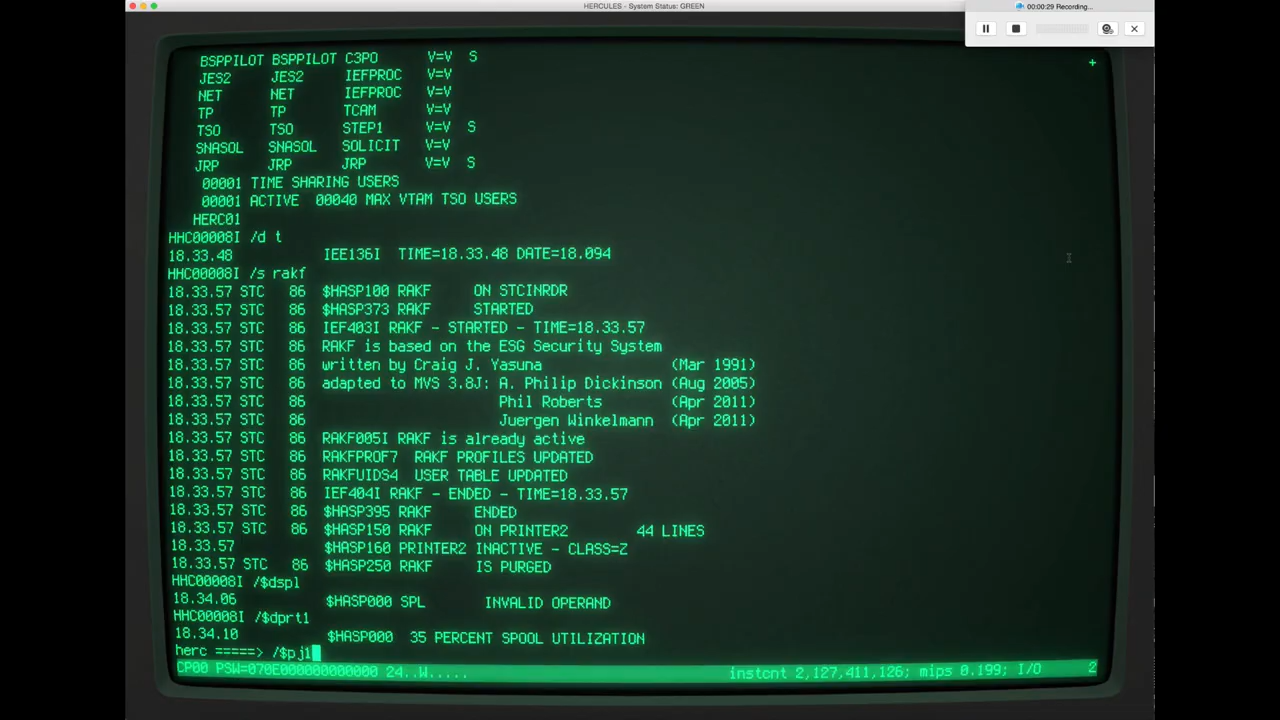 HERCULES - System Status: GREEN
00:00:29 Recording...
+
BSPPILOT BSPPILOT C3PO V=V S
JES2 JES2 IEFPROC V=V
NET NET IEFPROC V=V
TP TP TCAM V=V
TSO TSO STEP1 V=V S
SNASOL SNASOL SOLICIT V=V
JRP JRP JRP V=V S
00001 TIME SHARING USERS
00001 ACTIVE 00040 MAX VTAM TSO USERS
HERC01
HHC00008I /d t
18.33.48 IEE136I TIME=18.33.48 DATE=18.094
HHC00008I /s rakf
18.33.57 STC 86 $HASP100 RAKF ON STCINRDR
18.33.57 STC 86 $HASP373 RAKF STARTED
18.33.57 STC 86 IEF403I RAKF - STARTED - TIME=18.33.57
18.33.57 STC 86 RAKF is based on the ESG Security System
18.33.57 STC 86 written by Craig J. Yasuna (Mar 1991)
18.33.57 STC 86 adapted to MVS 3.8J: A. Philip Dickinson (Aug 2005)
18.33.57 STC 86 Phil Roberts (Apr 2011)
18.33.57 STC 86 Juergen Winkelmann (Apr 2011)
18.33.57 STC 86 RAKF005I RAKF is already active
18.33.57 STC 86 RAKFPROF7 RAKF PROFILES UPDATED
18.33.57 STC 86 RAKFUIDS4 USER TABLE UPDATED
18.33.57 STC 86 IEF404I RAKF - ENDED - TIME=18.33.57
18.33.57 STC 86 $HASP395 RAKF ENDED
18.33.57 STC 86 $HASP150 RAKF ON PRINTER2 44 LINES
18.33.57 $HASP160 PRINTER2 INACTIVE - CLASS=Z
18.33.57 STC 86 $HASP250 RAKF IS PURGED
HHC00008I /$dspl
18.34.06 $HASP000 SPL INVALID OPERAND
HHC00008I /$dprt1
18.34.10 $HASP000 35 PERCENT SPOOL UTILIZATION
herc =====> /$pj1
CP00 PSW=070E000000000000 24..W..... instcnt 2,127,411,126; mips 0.199; I/O 2